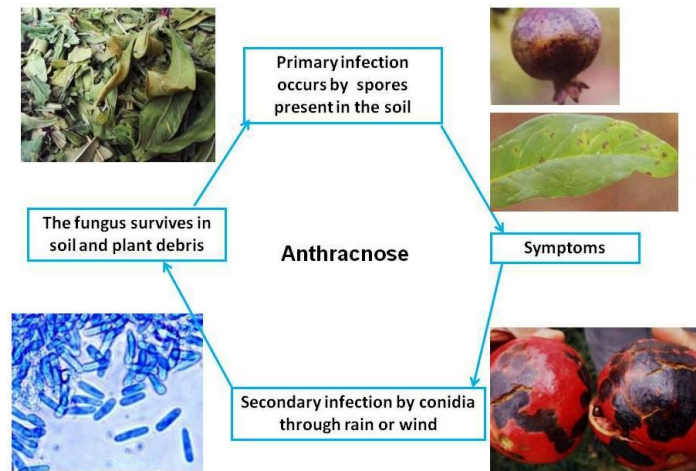 Primary infection
occurs by spores
present in the soil
The fungus survives in
soil and plant debris
Anthracnose
Symptoms
Secondary infection by conidia
through rain or wind